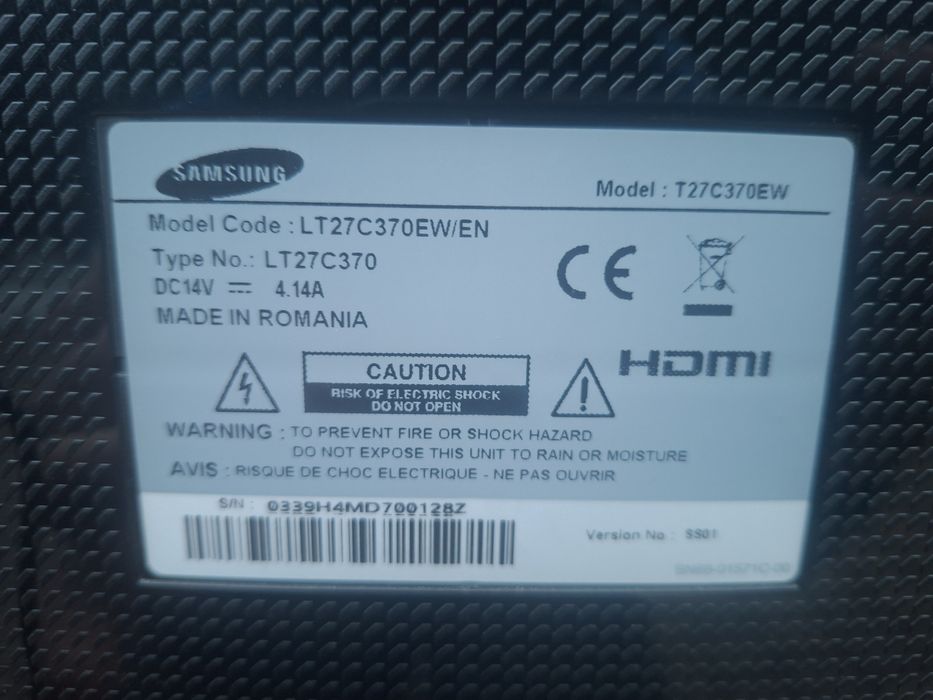 SAMSUNG
Model : T27C370EW
Model Code : LT27C370EW/EN
Type No.: LT27C370
DC14V ⎓ 4.14A
MADE IN ROMANIA
CE
HDMI
CAUTION
RISK OF ELECTRIC SHOCK
DO NOT OPEN
WARNING : TO PREVENT FIRE OR SHOCK HAZARD
DO NOT EXPOSE THIS UNIT TO RAIN OR MOISTURE
AVIS : RISQUE DE CHOC ELECTRIQUE - NE PAS OUVRIR
S/N : 0339H4MD700128Z
Version No : SS01